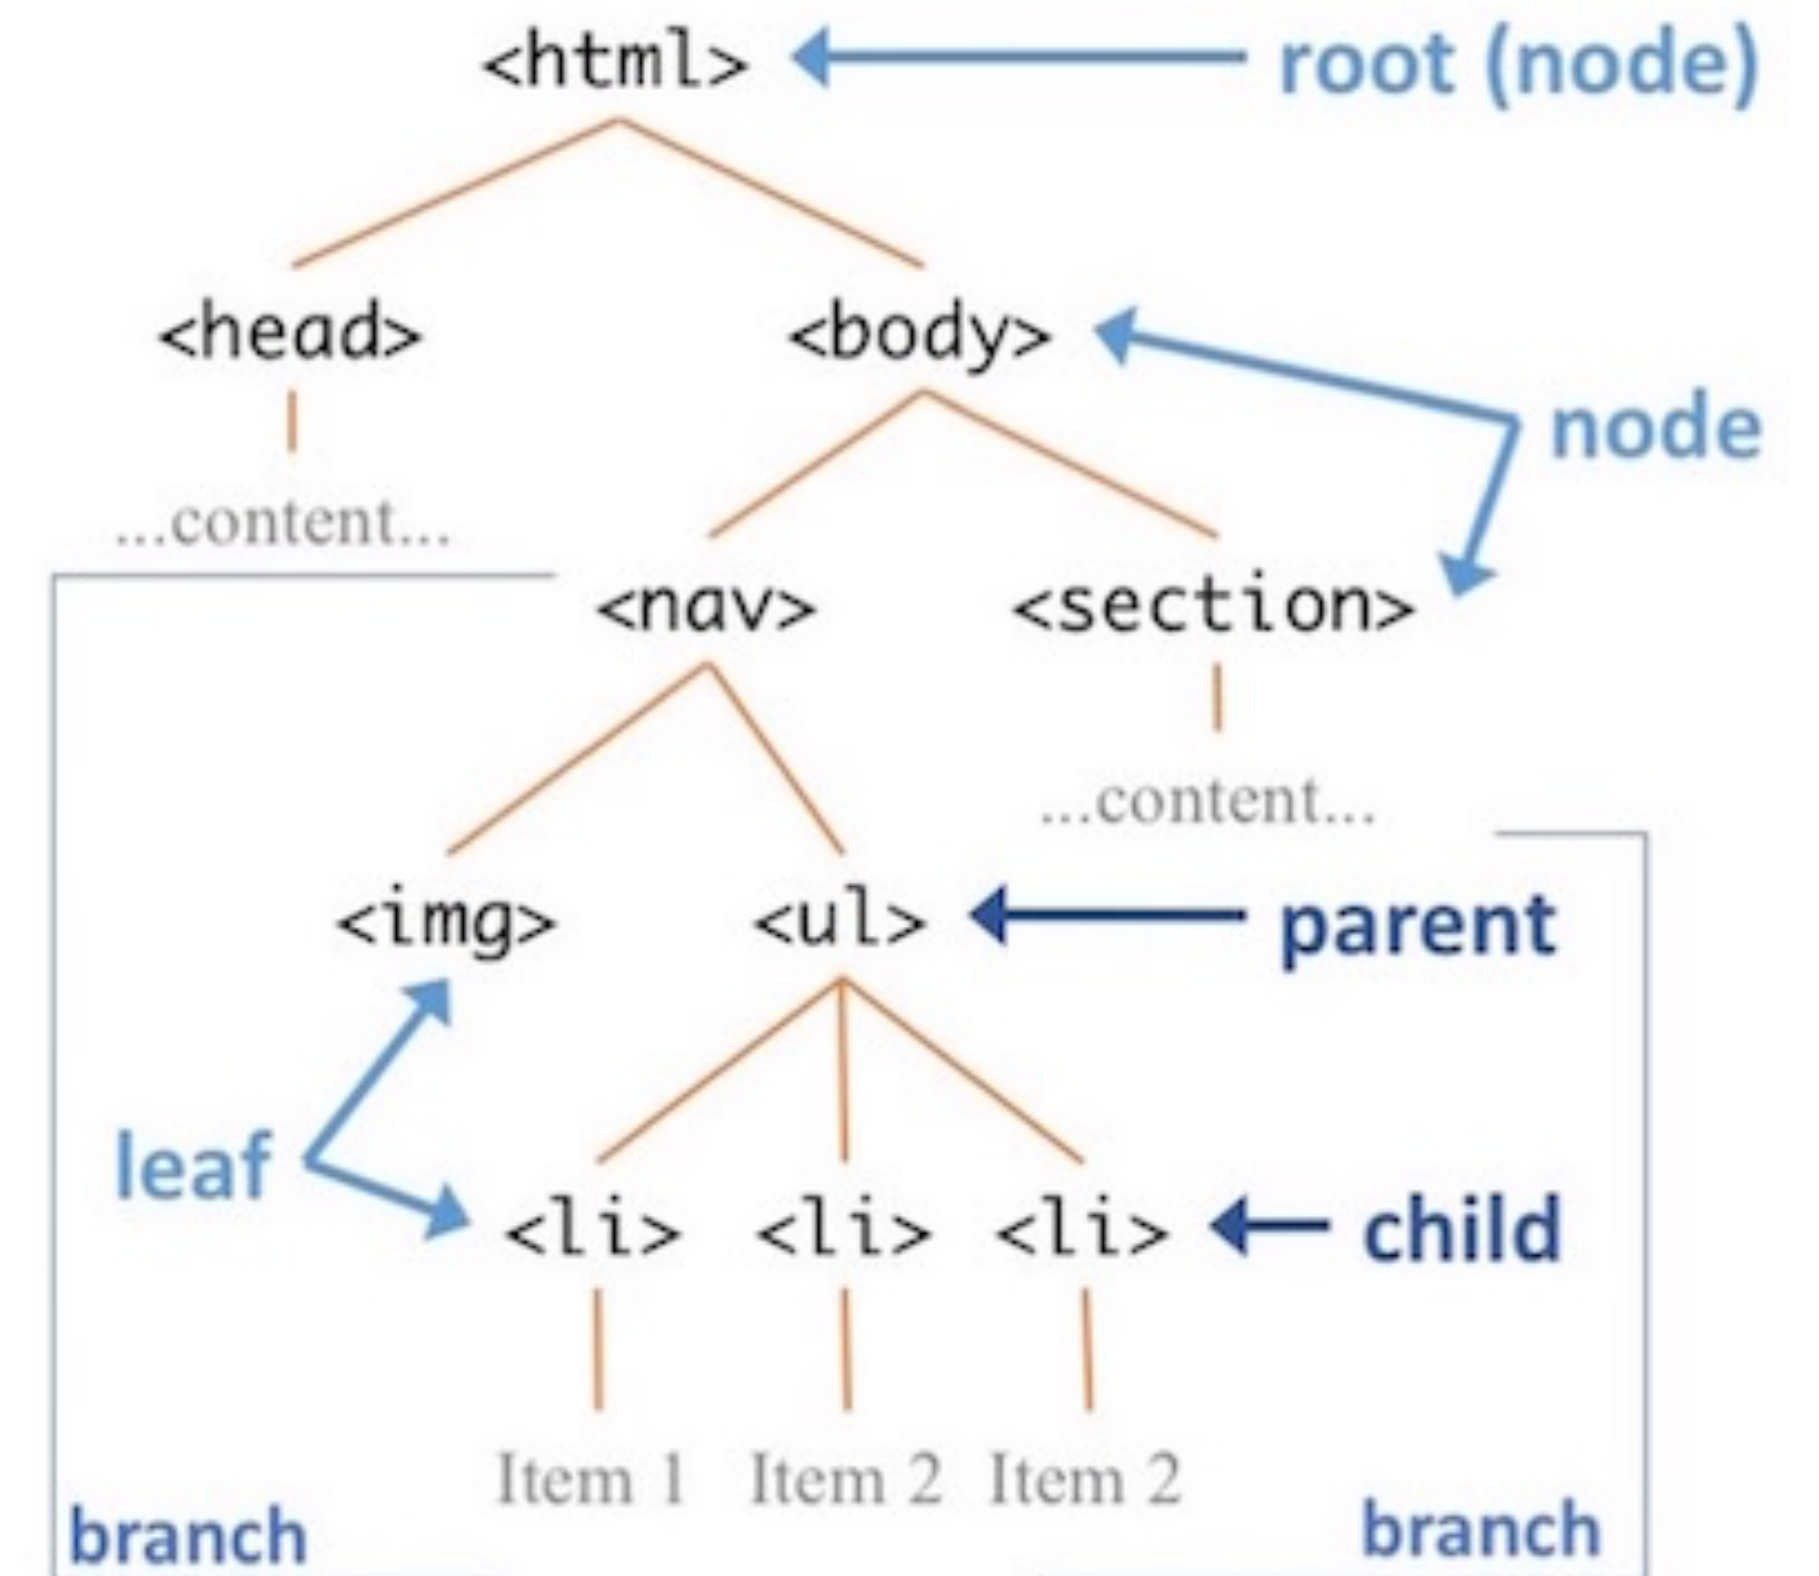 <html> root (node)
<head> <body>
node
...content...
<nav> <section>
...content...
<img> <ul> parent
leaf
<li> <li> <li> child
Item 1 Item 2 Item 2
branch branch